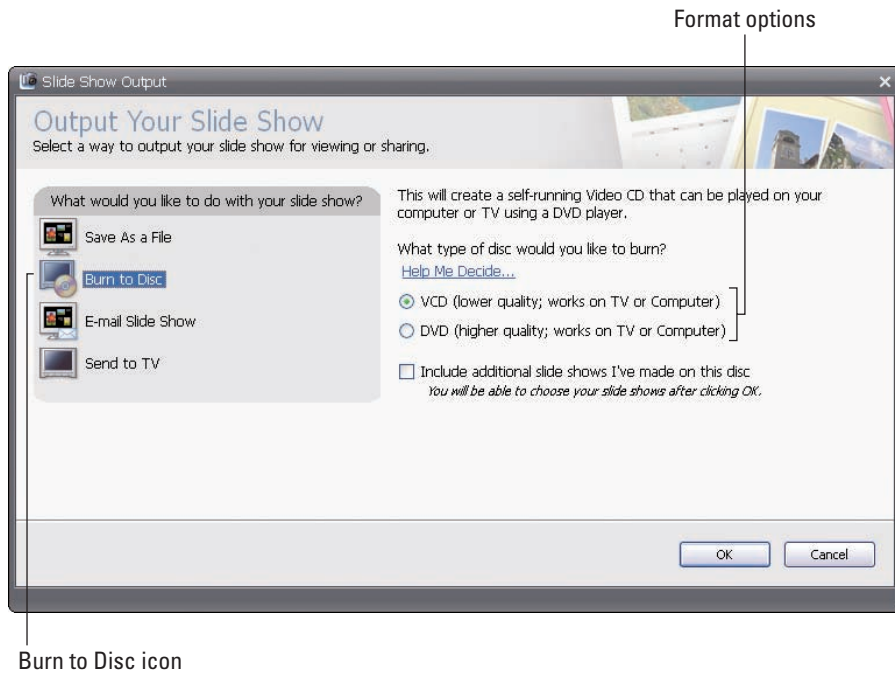 Format options
Slide Show Output
Output Your Slide Show
Select a way to output your slide show for viewing or sharing.
What would you like to do with your slide show?
Save As a File
Burn to Disc
E-mail Slide Show
Send to TV
This will create a self-running Video CD that can be played on your
computer or TV using a DVD player.
What type of disc would you like to burn?
Help Me Decide...
VCD (lower quality; works on TV or Computer)
DVD (higher quality; works on TV or Computer)
Include additional slide shows I've made on this disc
You will be able to choose your slide shows after clicking OK.
OK
Cancel
Burn to Disc icon